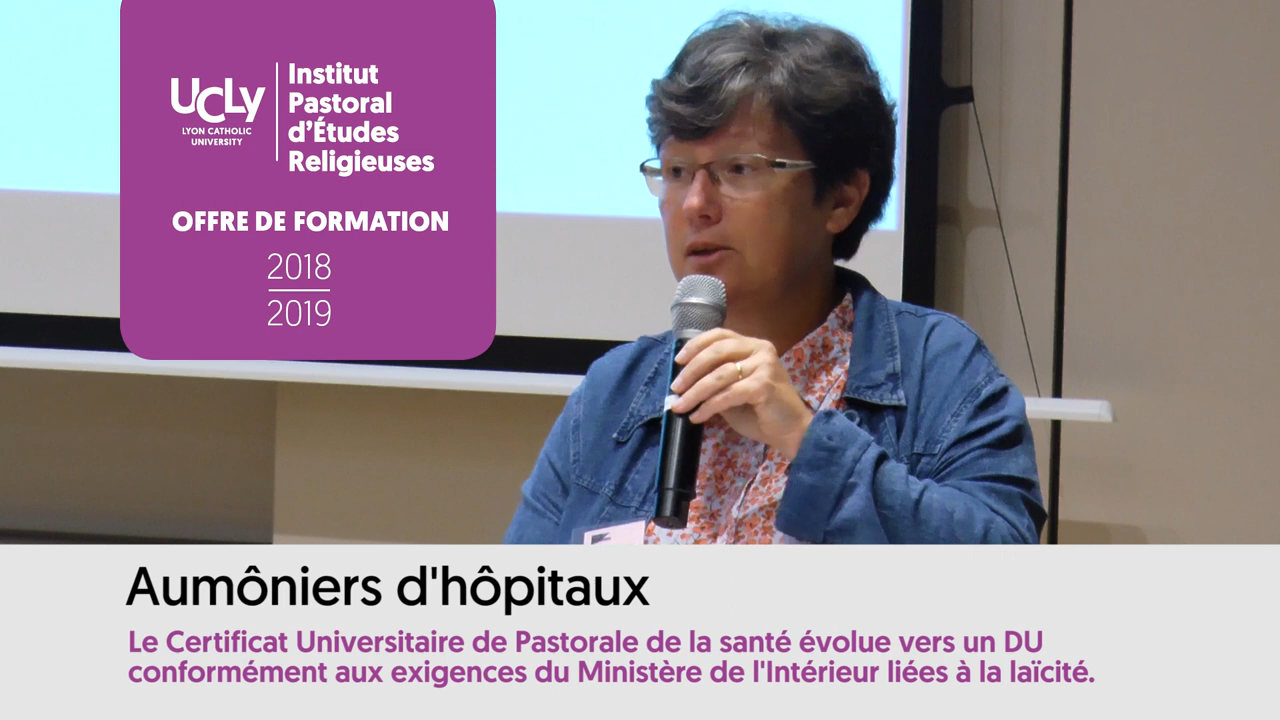 UCLy
LYON CATHOLIC
UNIVERSITY
Institut
Pastoral
d'Études
Religieuses
OFFRE DE FORMATION
2018
2019
Aumôniers d'hôpitaux
Le Certificat Universitaire de Pastorale de la santé évolue vers un DU
conformément aux exigences du Ministère de l'Intérieur liées à la laïcité.